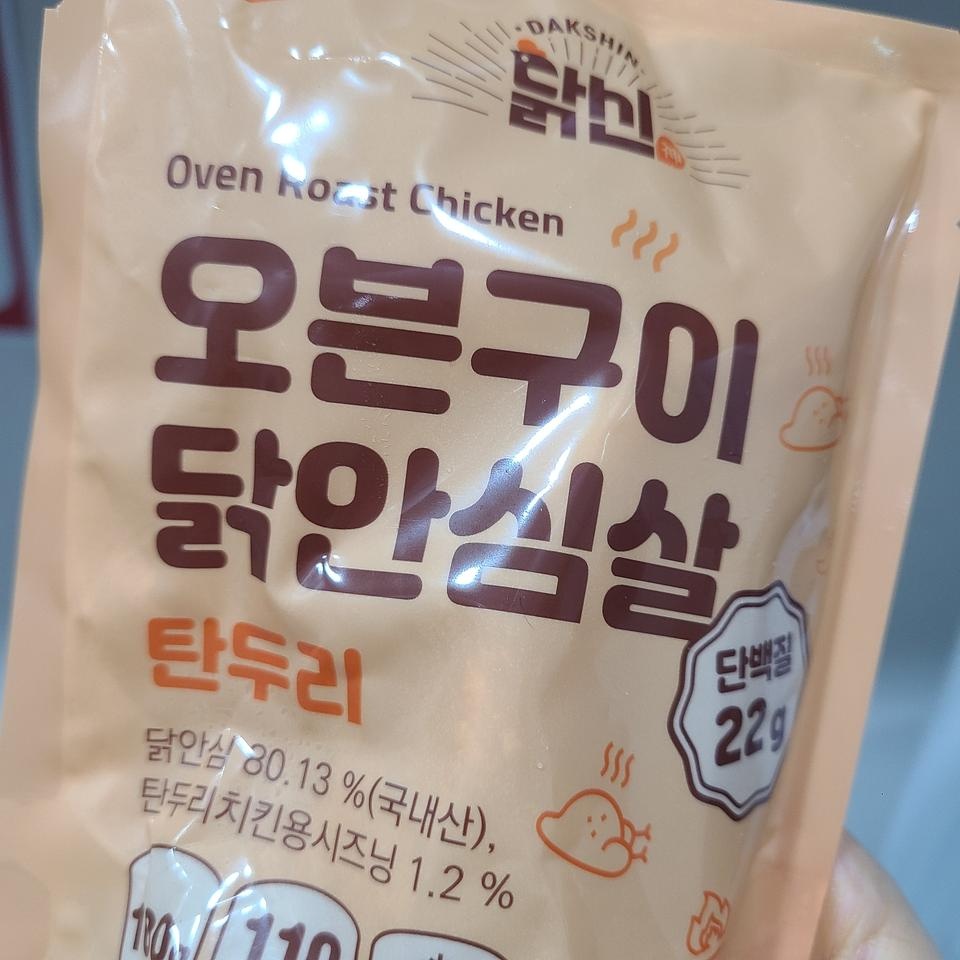 DAKSHIN
닭신
Oven Roast Chicken
오븐구이
닭안심살
탄두리
단백질
22g
닭안심 80.13 %(국내산),
탄두리치킨용시즈닝 1.2 %
110